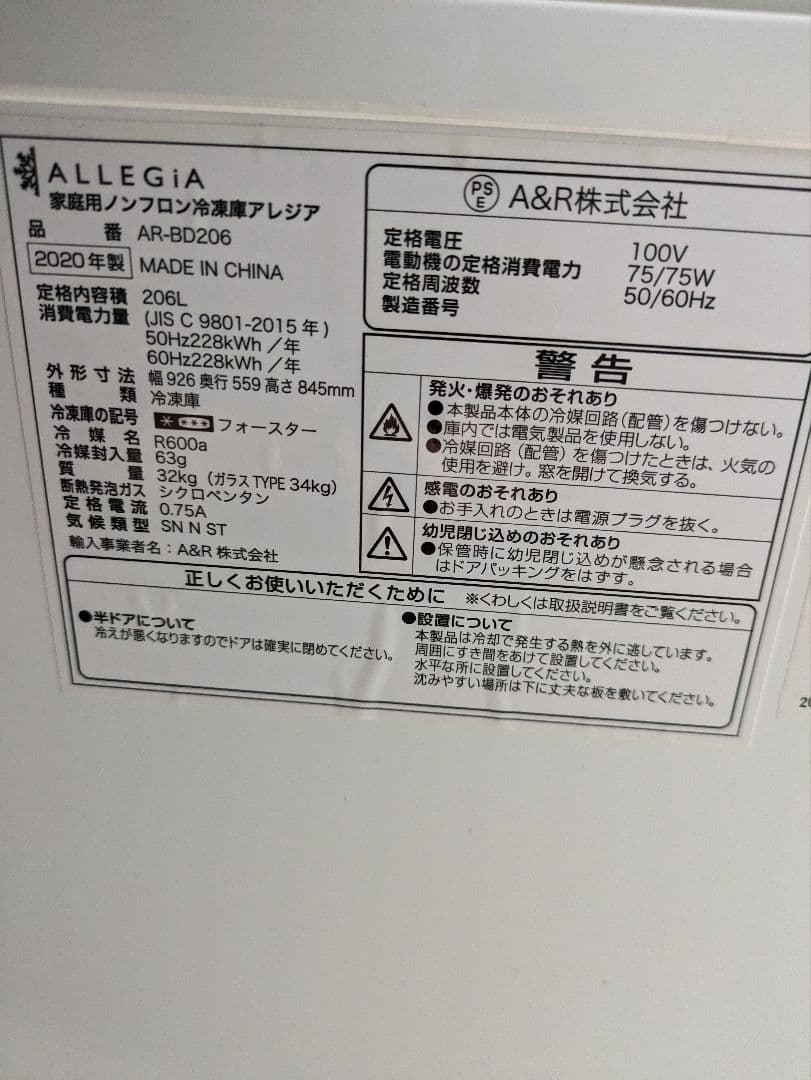 ALLEGiA
家庭用ノンフロン冷凍庫アレジア
品 番 AR-BD206
2020年製 MADE IN CHINA
定格内容積 206L
消費電力量 (JIS C 9801-2015年)
50Hz228kWh／年
60Hz228kWh／年
外形寸法 幅926奥行559高さ845mm
種 類 冷凍庫
冷凍庫の記号 フォースター
冷媒名 R600a
冷媒封入量 63g
質 量 32kg (ガラスTYPE 34kg)
断熱発泡ガス シクロペンタン
定格電流 0.75A
気候類型 SN N ST
輸入事業者名：A&R株式会社
PS
E
A&R株式会社
定格電圧 100V
電動機の定格消費電力 75/75W
定格周波数 50/60Hz
製造番号
警告
発火・爆発のおそれあり
●本製品本体の冷媒回路(配管)を傷つけない。
●庫内では電気製品を使用しない。
●冷媒回路(配管)を傷つけたときは、火気の
使用を避け。窓を開けて換気する。
感電のおそれあり
●お手入れのときは電源プラグを抜く。
幼児閉じ込めのおそれあり
●保管時に幼児閉じ込めが懸念される場合
はドアパッキングをはずす。
正しくお使いいただくために ※くわしくは取扱説明書をご覧ください。
●半ドアについて
冷えが悪くなりますのでドアは確実に閉めてください。
●設置について
本製品は冷却で発生する熱を外に逃しています。
周囲にすき間をあけて設置してください。
水平な所に設置してください。
沈みやすい場所は下に丈夫な板を敷いてください。